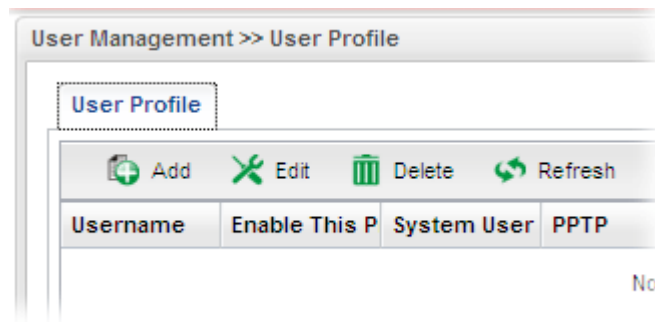 User Management >> User Profile
User Profile
Add Edit Delete Refresh
Username Enable This P System User PPTP
No